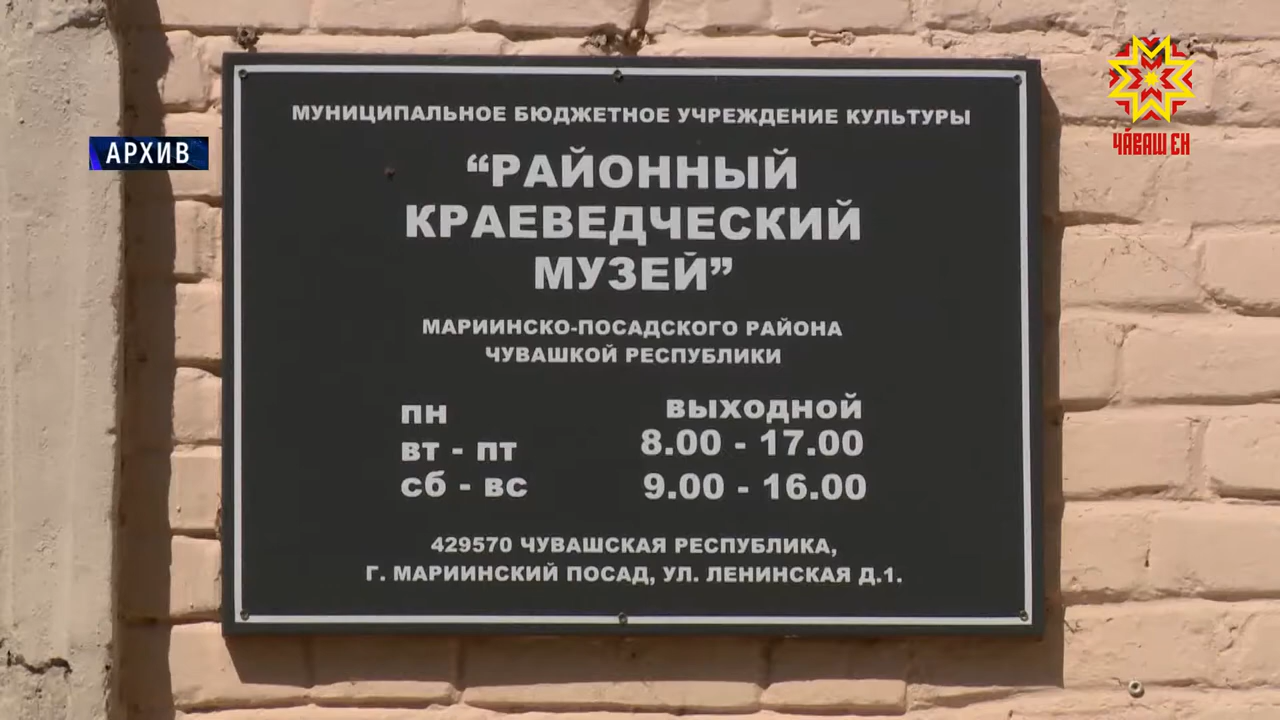 АРХИВ
ЧӐВАШ ЕН
МУНИЦИПАЛЬНОЕ БЮДЖЕТНОЕ УЧРЕЖДЕНИЕ КУЛЬТУРЫ
“РАЙОННЫЙ
КРАЕВЕДЧЕСКИЙ
МУЗЕЙ”
МАРИИНСКО-ПОСАДСКОГО РАЙОНА
ЧУВАШКОЙ РЕСПУБЛИКИ
ПН ВЫХОДНОЙ
ВТ - ПТ 8.00 - 17.00
СБ - ВС 9.00 - 16.00
429570 ЧУВАШСКАЯ РЕСПУБЛИКА,
Г. МАРИИНСКИЙ ПОСАД, УЛ. ЛЕНИНСКАЯ Д.1.